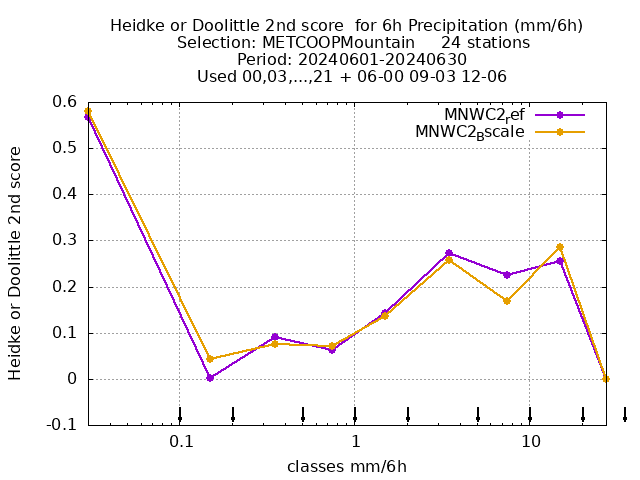 Heidke or Doolittle 2nd score  for 6h Precipitation (mm/6h)
Selection: METCOOPMountain     24 stations
Period: 20240601-20240630
Used 00,03,...,21 + 06-00 09-03 12-06
MNWC2ref
MNWC2Bscale
Heidke or Doolittle 2nd score
0.6
0.5
0.4
0.3
0.2
0.1
0
-0.1
0.1
1
10
classes mm/6h